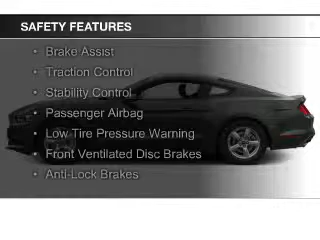 SAFETY FEATURES
• Brake Assist
• Traction Control
• Stability Control
• Passenger Airbag
• Low Tire Pressure Warning
• Front Ventilated Disc Brakes
• Anti-Lock Brakes